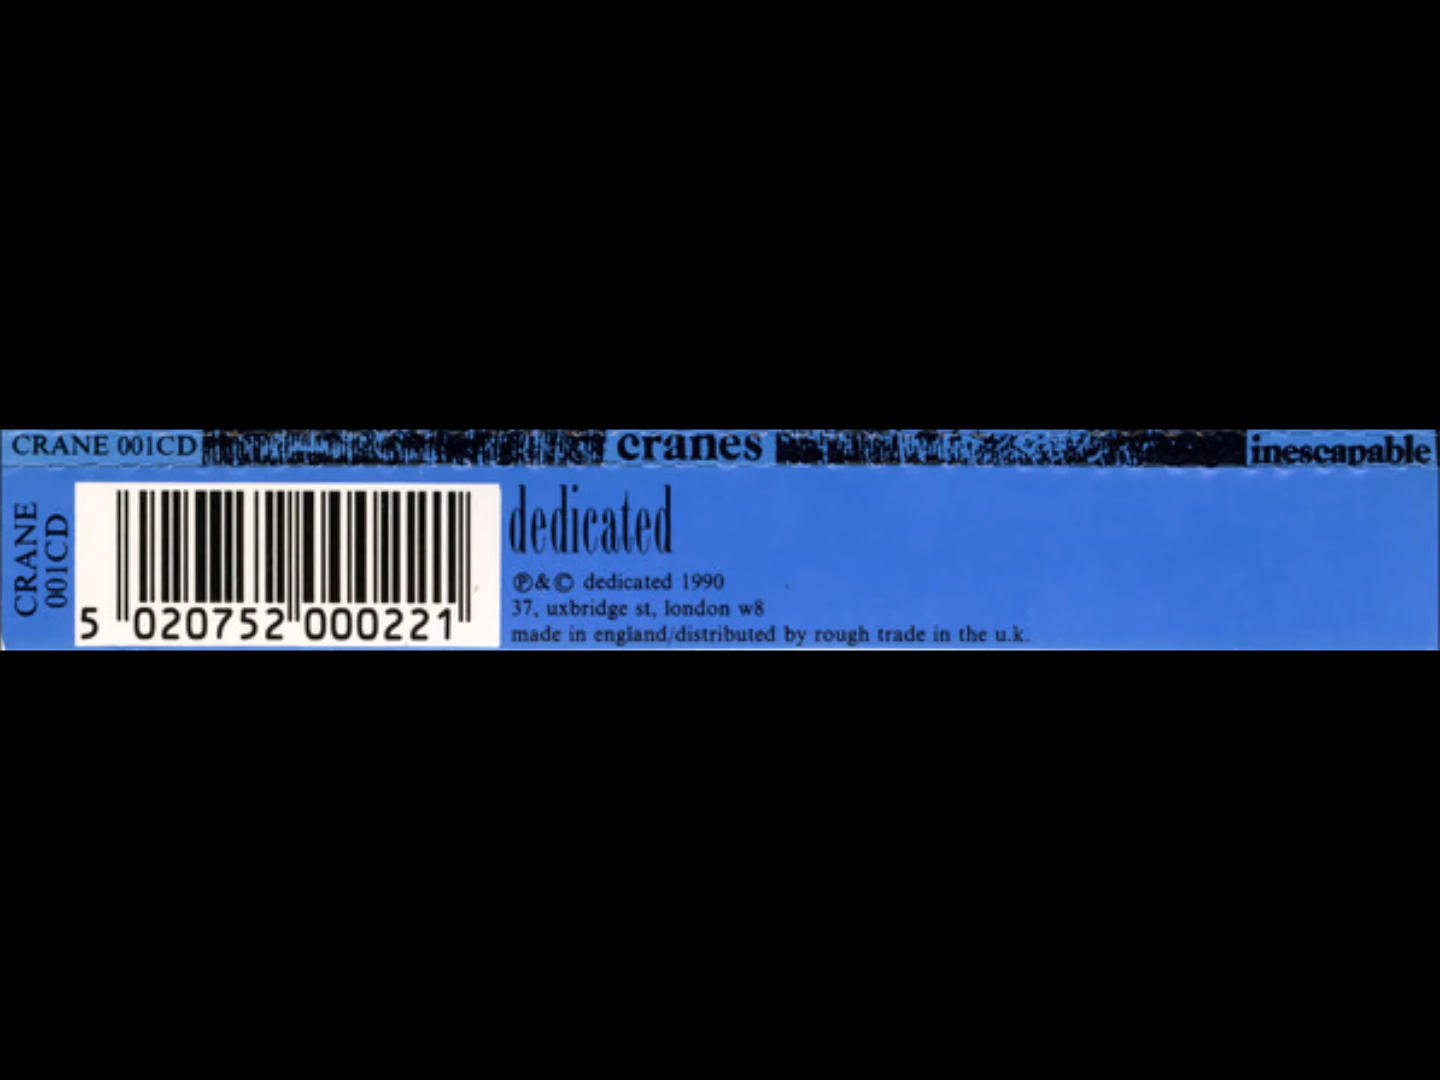 CRANE 001CD cranes inescapable
CRANE
001CD
5 020752 000221
dedicated
℗&© dedicated 1990
37, uxbridge st, london w8
made in england/distributed by rough trade in the u.k.